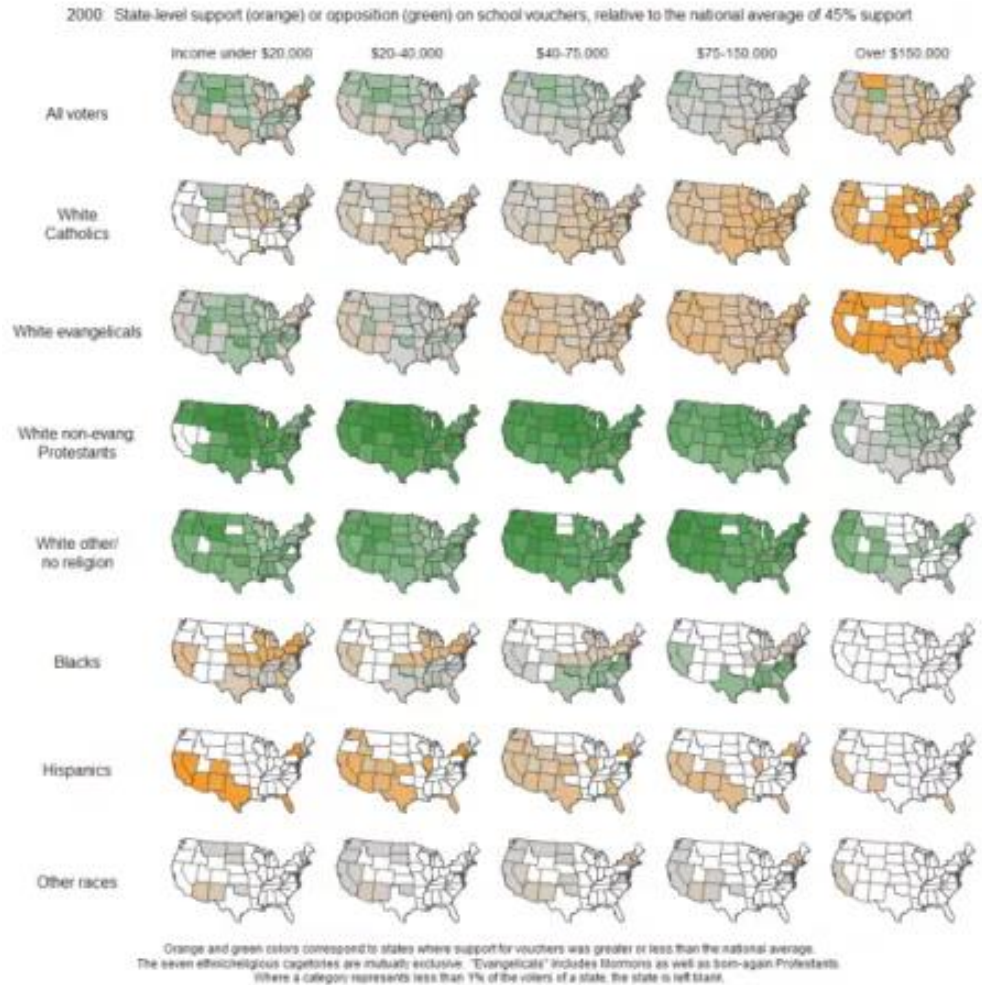 2000: State-level support (orange) or opposition (green) on school vouchers, relative to the national average of 45% support
Income under $20,000 $20-40,000 $40-75,000 $75-150,000 Over $150,000
All voters
White
Catholics
White evangelicals
White non-evang.
Protestants
White other/
no religion
Blacks
Hispanics
Other races
Orange and green colors correspond to states where support for vouchers was greater or less than the national average.
The seven ethnic/religious cagetories are mutually exclusive. "Evangelicals" includes Mormons as well as born-again Protestants.
Where a category represents less than 1% of the voters of a state, the state is left blank.